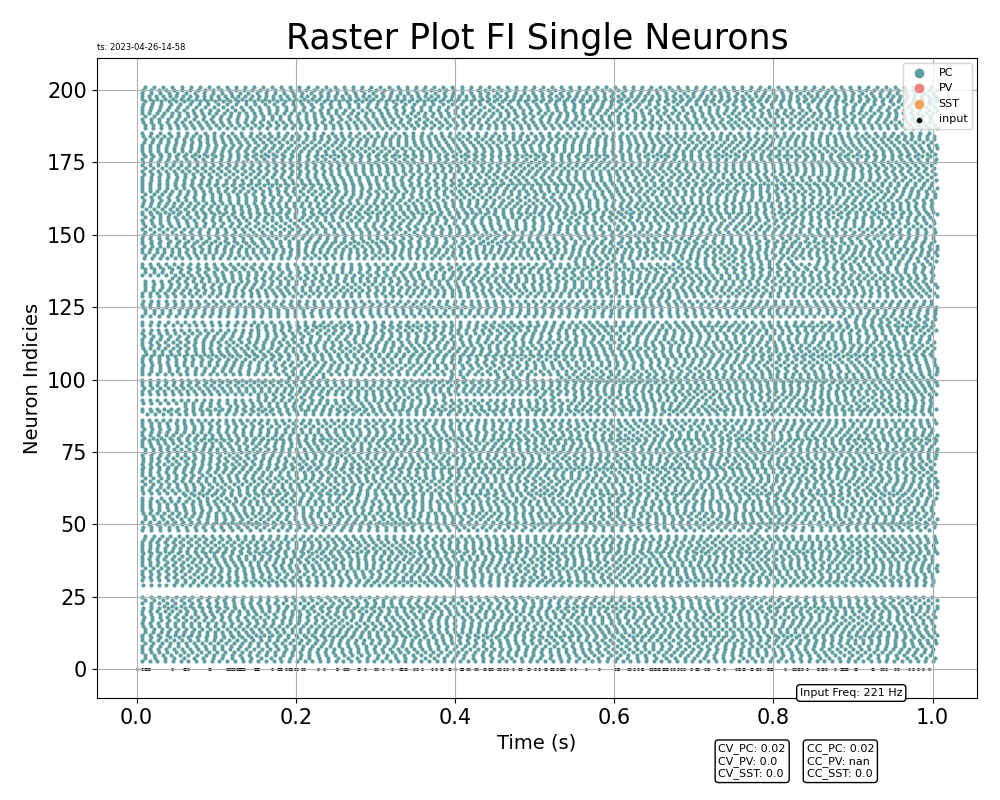 Raster Plot FI Single Neurons
ts: 2023-04-26-14-58
PC
PV
SST
input
200
175
150
125
100
75
50
25
0
Neuron Indicies
0.0 0.2 0.4 0.6 0.8 1.0
Time (s)
Input Freq: 221 Hz
CV_PC: 0.02
CV_PV: 0.0
CV_SST: 0.0
CC_PC: 0.02
CC_PV: nan
CC_SST: 0.0